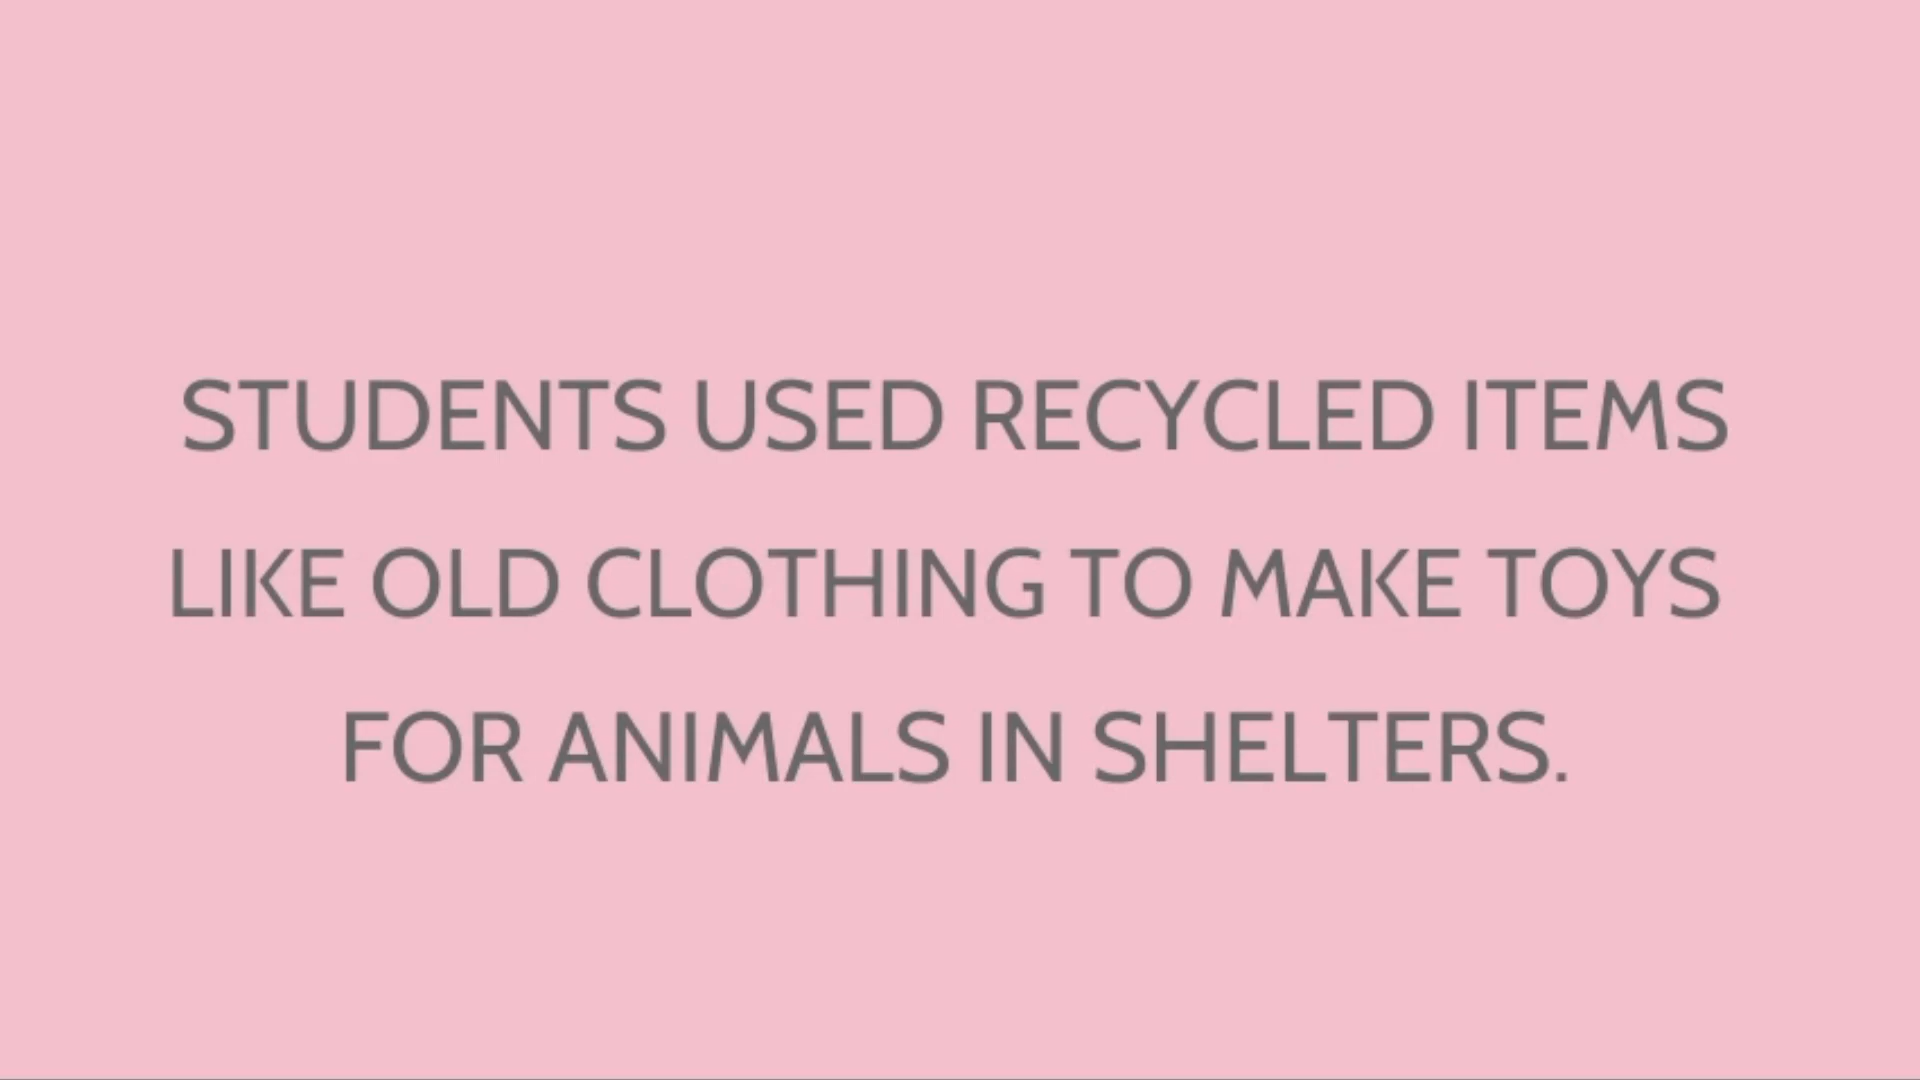 STUDENTS USED RECYCLED ITEMS
LIKE OLD CLOTHING TO MAKE TOYS
FOR ANIMALS IN SHELTERS.